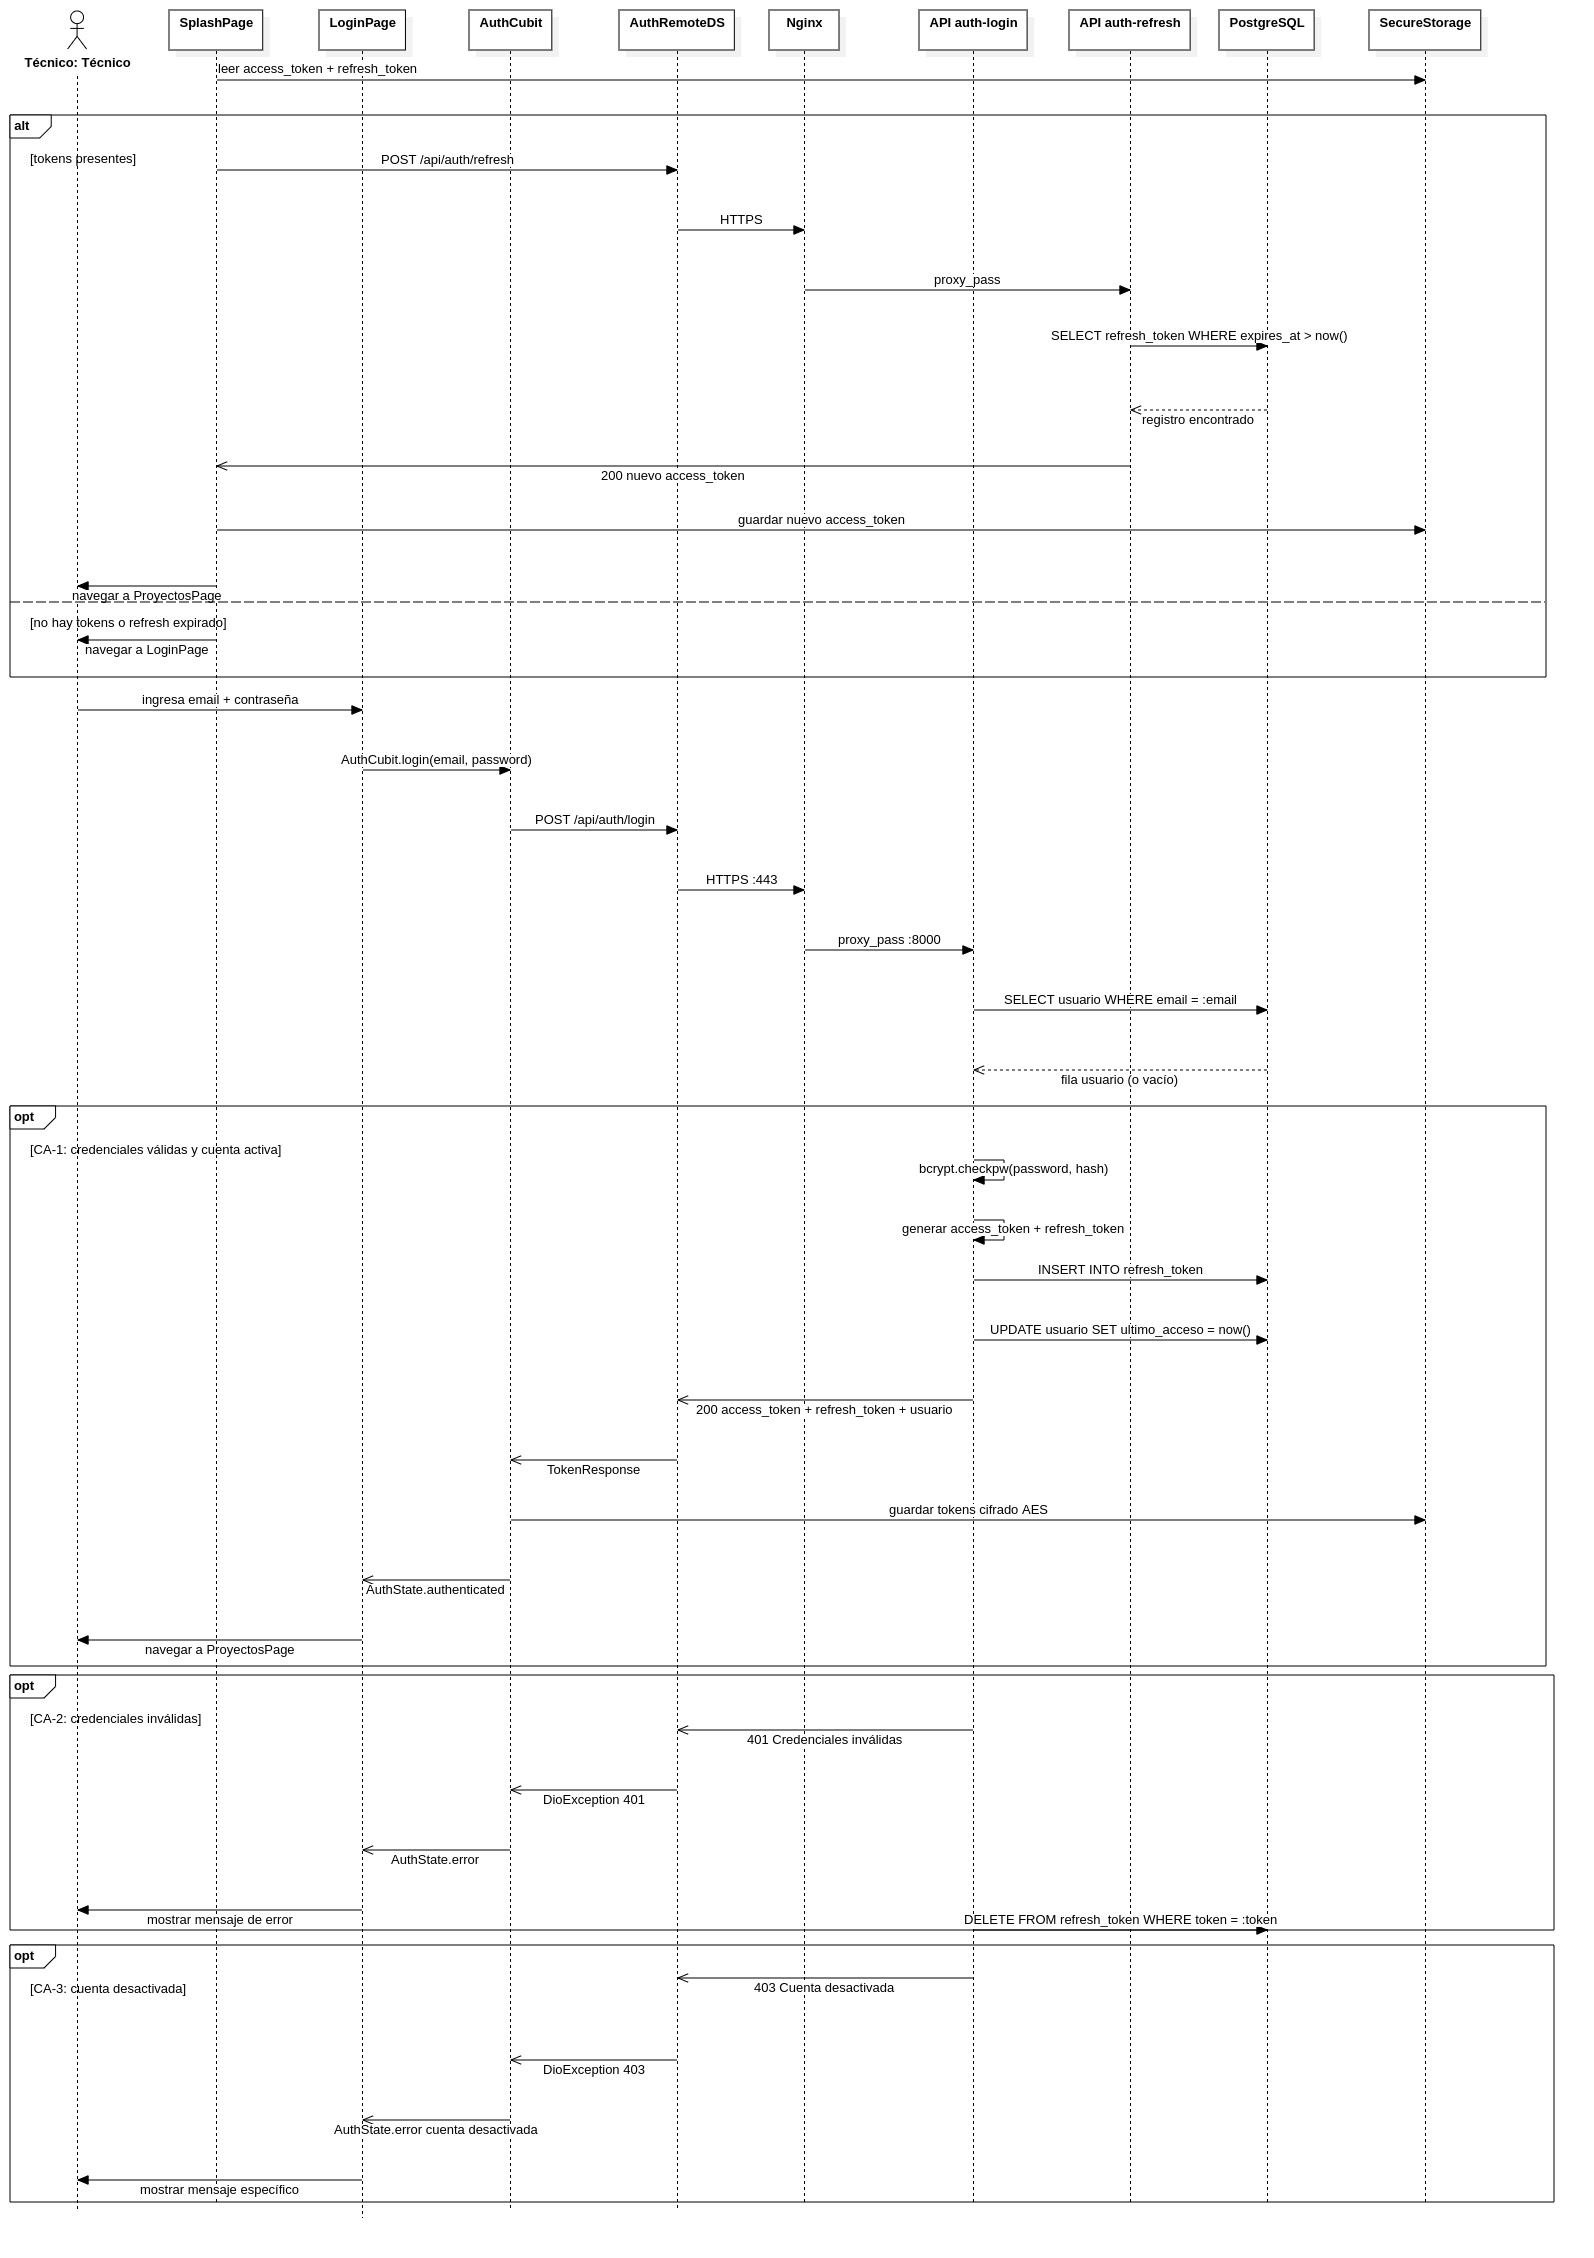 SplashPage
LoginPage
AuthCubit
AuthRemoteDS
Nginx
API auth-login
API auth-refresh
PostgreSQL
SecureStorage
Técnico: Técnico
leer access_token + refresh_token
alt
[tokens presentes]
POST /api/auth/refresh
HTTPS
proxy_pass
SELECT refresh_token WHERE expires_at > now()
registro encontrado
200 nuevo access_token
guardar nuevo access_token
navegar a ProyectosPage
[no hay tokens o refresh expirado]
navegar a LoginPage
ingresa email + contraseña
AuthCubit.login(email, password)
POST /api/auth/login
HTTPS :443
proxy_pass :8000
SELECT usuario WHERE email = :email
fila usuario (o vacío)
opt
[CA-1: credenciales válidas y cuenta activa]
bcrypt.checkpw(password, hash)
generar access_token + refresh_token
INSERT INTO refresh_token
UPDATE usuario SET ultimo_acceso = now()
200 access_token + refresh_token + usuario
TokenResponse
guardar tokens cifrado AES
AuthState.authenticated
navegar a ProyectosPage
opt
[CA-2: credenciales inválidas]
401 Credenciales inválidas
DioException 401
AuthState.error
mostrar mensaje de error
DELETE FROM refresh_token WHERE token = :token
opt
[CA-3: cuenta desactivada]
403 Cuenta desactivada
DioException 403
AuthState.error cuenta desactivada
mostrar mensaje específico